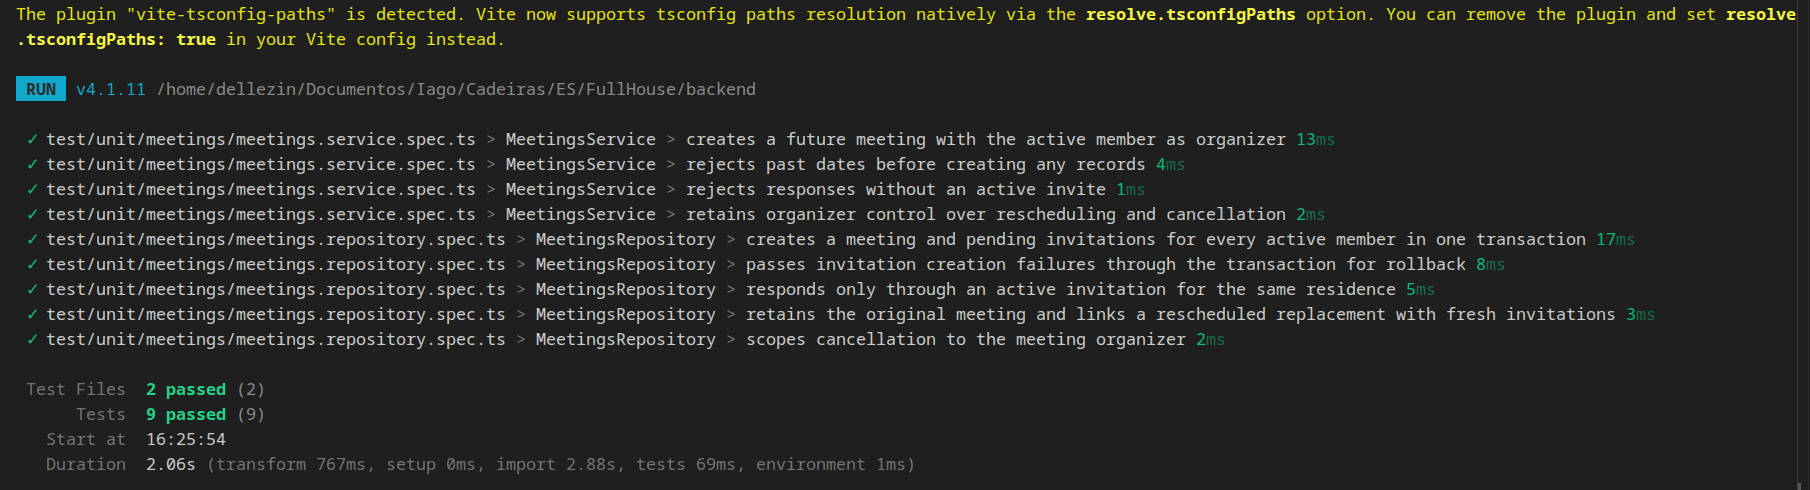 The plugin "vite-tsconfig-paths" is detected. Vite now supports tsconfig paths resolution natively via the resolve.tsconfigPaths option. You can remove the plugin and set resolve
.tsconfigPaths: true in your Vite config instead.
RUN v4.1.11 /home/dellezin/Documentos/Iago/Cadeiras/ES/FullHouse/backend
✓ test/unit/meetings/meetings.service.spec.ts > MeetingsService > creates a future meeting with the active member as organizer 13ms
✓ test/unit/meetings/meetings.service.spec.ts > MeetingsService > rejects past dates before creating any records 4ms
✓ test/unit/meetings/meetings.service.spec.ts > MeetingsService > rejects responses without an active invite 1ms
✓ test/unit/meetings/meetings.service.spec.ts > MeetingsService > retains organizer control over rescheduling and cancellation 2ms
✓ test/unit/meetings/meetings.repository.spec.ts > MeetingsRepository > creates a meeting and pending invitations for every active member in one transaction 17ms
✓ test/unit/meetings/meetings.repository.spec.ts > MeetingsRepository > passes invitation creation failures through the transaction for rollback 8ms
✓ test/unit/meetings/meetings.repository.spec.ts > MeetingsRepository > responds only through an active invitation for the same residence 5ms
✓ test/unit/meetings/meetings.repository.spec.ts > MeetingsRepository > retains the original meeting and links a rescheduled replacement with fresh invitations 3ms
✓ test/unit/meetings/meetings.repository.spec.ts > MeetingsRepository > scopes cancellation to the meeting organizer 2ms
Test Files 2 passed (2)
Tests 9 passed (9)
Start at 16:25:54
Duration 2.06s (transform 767ms, setup 0ms, import 2.88s, tests 69ms, environment 1ms)